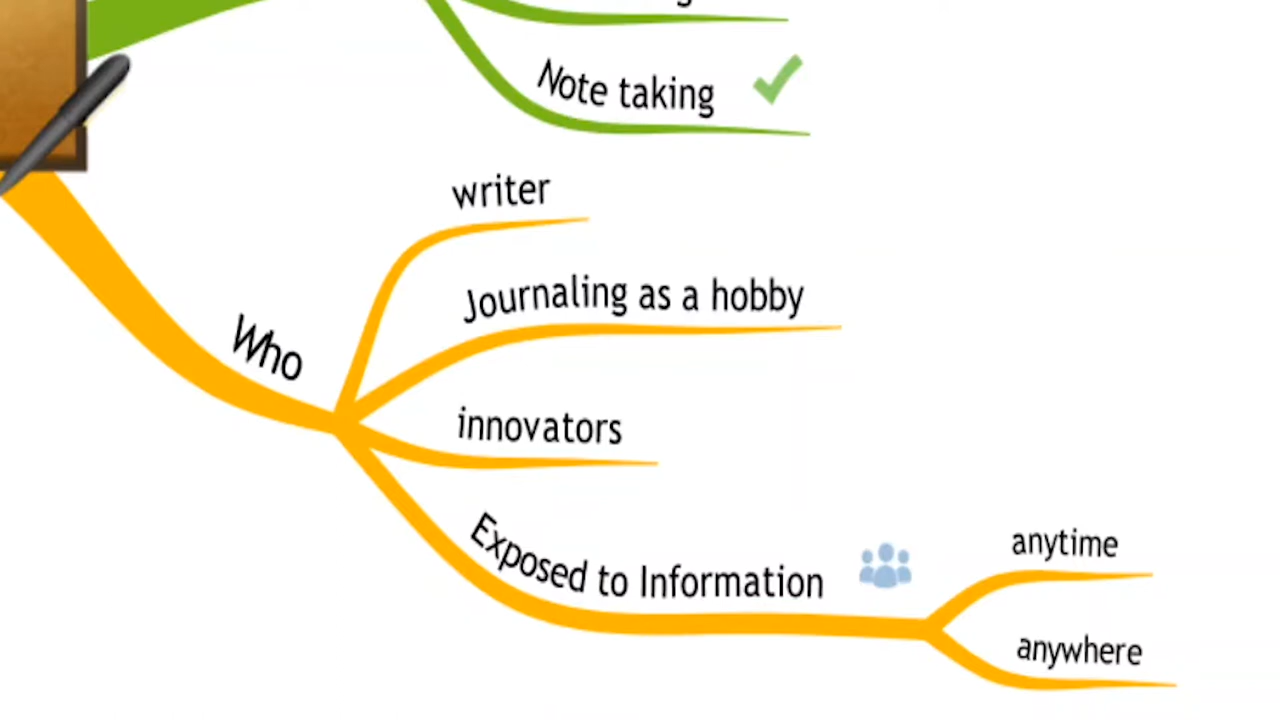 Note taking
writer
Journaling as a hobby
Who
innovators
Exposed to Information
anytime
anywhere